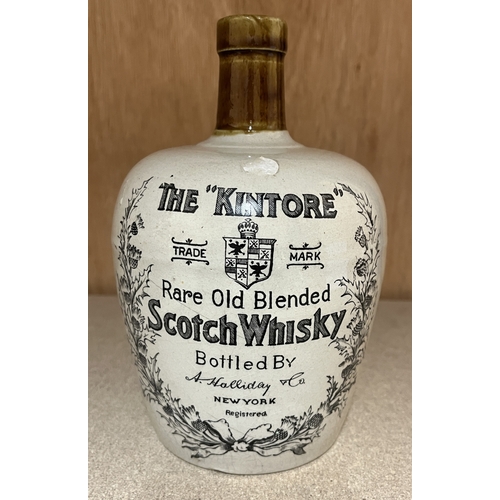 THE "KINTORE"
TRADE MARK
Rare Old Blended
Scotch Whisky
Bottled By
A. Halliday & Co.
NEW YORK
Registered.